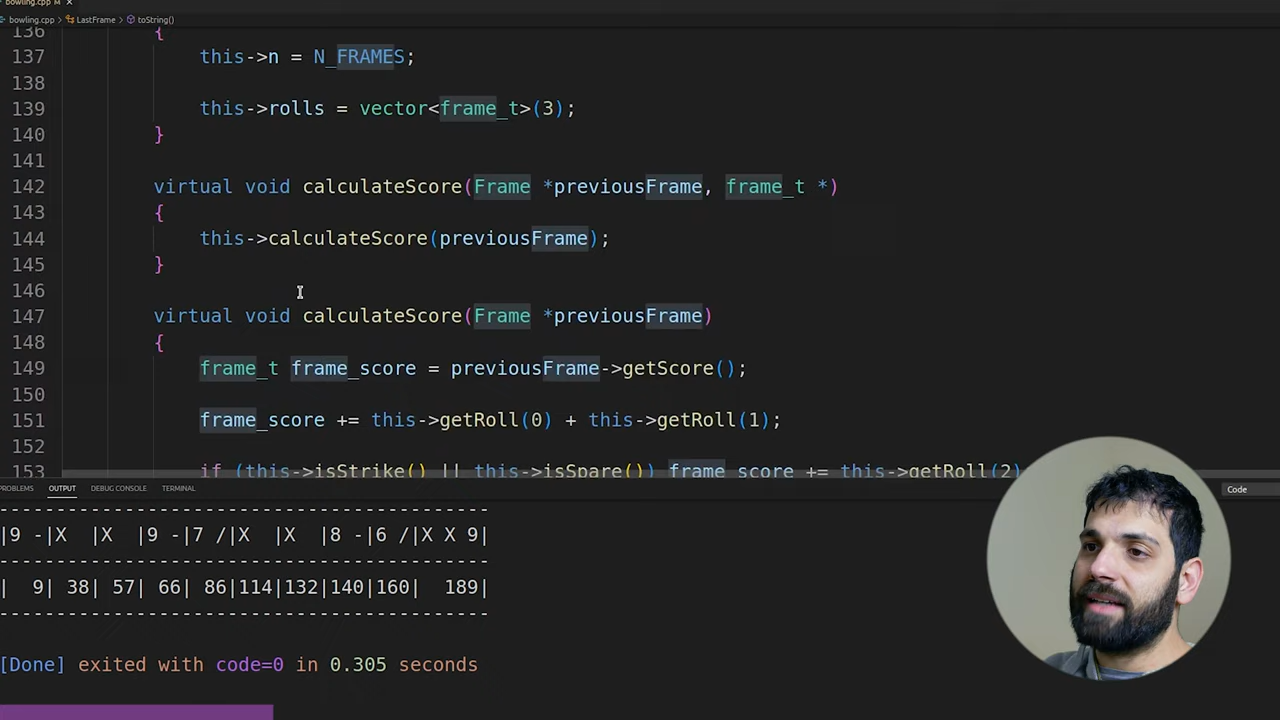 bowling.cpp M ×
bowling.cpp > LastFrame > toString()
136 {
137 this->n = N_FRAMES;
138
139 this->rolls = vector<frame_t>(3);
140 }
141
142 virtual void calculateScore(Frame *previousFrame, frame_t *)
143 {
144 this->calculateScore(previousFrame);
145 }
146
147 virtual void calculateScore(Frame *previousFrame)
148 {
149 frame_t frame_score = previousFrame->getScore();
150
151 frame_score += this->getRoll(0) + this->getRoll(1);
152
153 if (this->isStrike() || this->isSpare()) frame_score += this->getRoll(2)
PROBLEMS OUTPUT DEBUG CONSOLE TERMINAL Code
-----------------------------------------
|9 -|X  |X  |9 -|7 /|X  |X  |8 -|6 /|X X 9|
-----------------------------------------
|  9| 38| 57| 66| 86|114|132|140|160|  189|
-----------------------------------------
[Done] exited with code=0 in 0.305 seconds